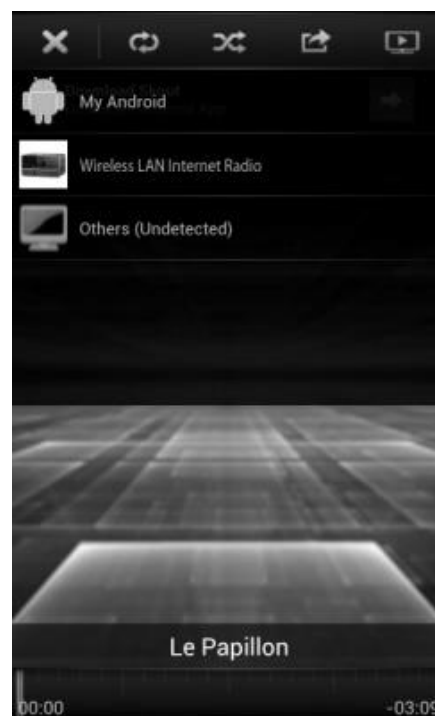 My Android
Wireless LAN Internet Radio
Others (Undetected)
Le Papillon
00:00
-03:09